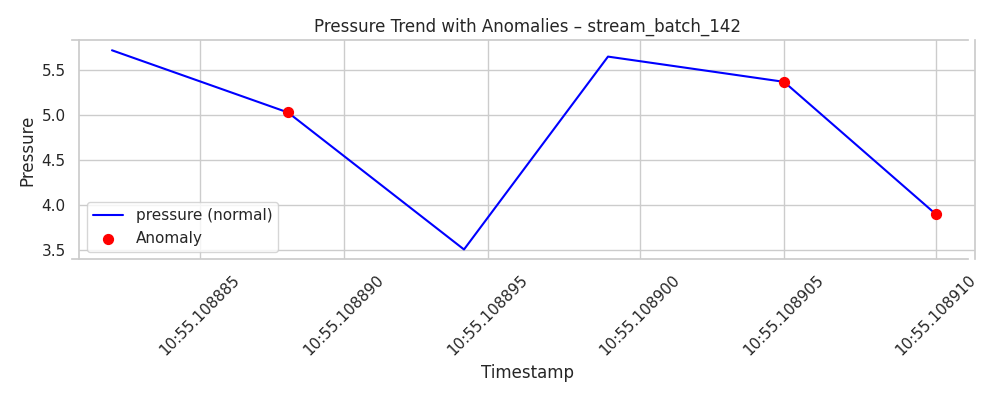 Pressure Trend with Anomalies – stream_batch_142
Pressure
5.5
5.0
4.5
4.0
3.5
pressure (normal)
Anomaly
10:55.108885
10:55.108890
10:55.108895
10:55.108900
10:55.108905
10:55.108910
Timestamp